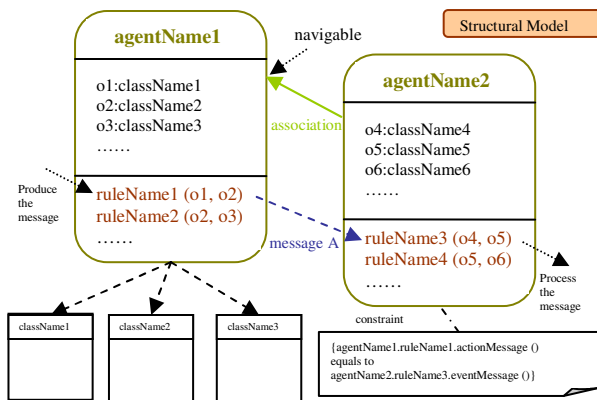 Structural Model
agentName1
navigable
o1:className1
o2:className2
o3:className3
......
agentName2
association
o4:className4
o5:className5
o6:className6
......
Produce
the
message
ruleName1 (o1, o2)
ruleName2 (o2, o3)
......
message A
ruleName3 (o4, o5)
ruleName4 (o5, o6)
......
Process
the
message
className1
className2
className3
constraint
{agentName1.ruleName1.actionMessage ()
equals to
agentName2.ruleName3.eventMessage ()}